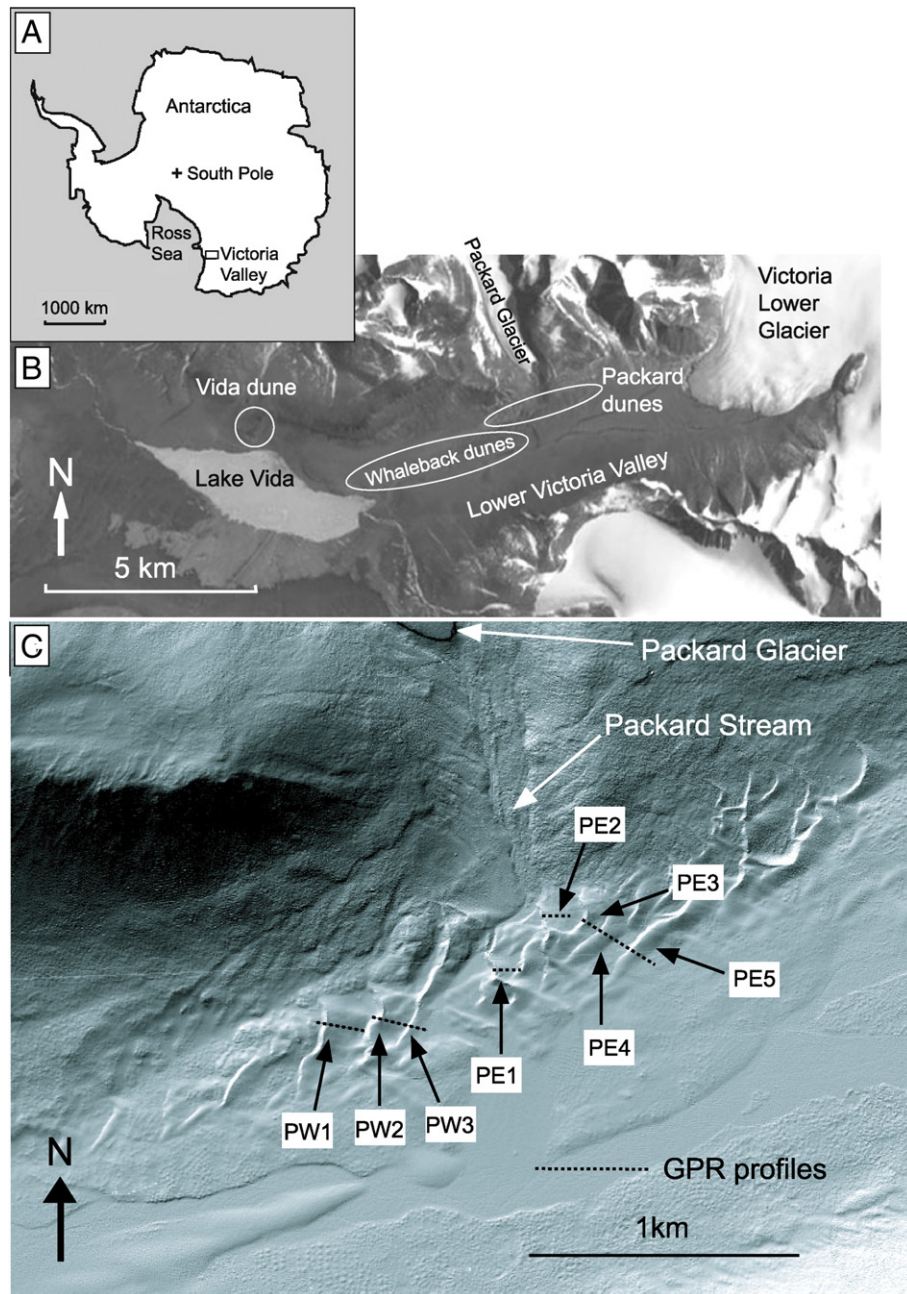 A
Antarctica
+ South Pole
Ross
Sea
Victoria
Valley
1000 km
B
Packard Glacier
Victoria
Lower
Glacier
Vida dune
Packard
dunes
Whaleback dunes
Lake Vida
Lower Victoria Valley
N
5 km
C
Packard Glacier
Packard Stream
PE2
PE3
PE5
PE4
PE1
PW1
PW2
PW3
N
GPR profiles
1km